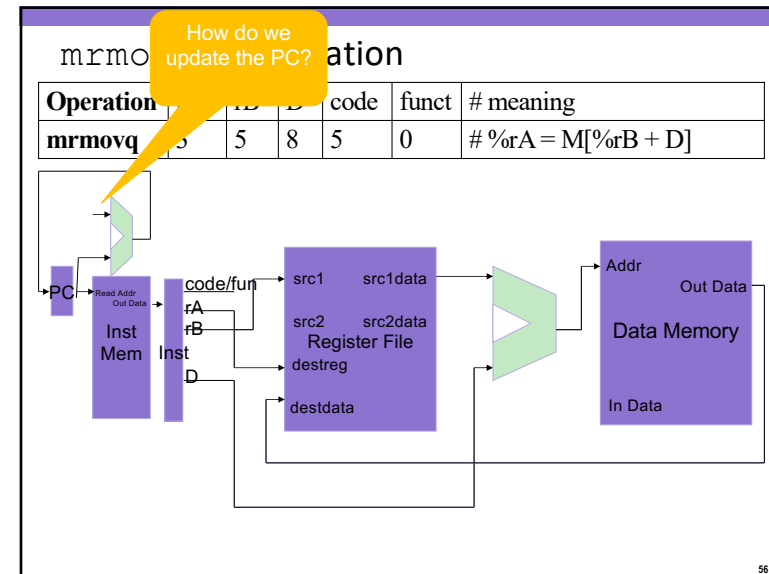 How do we
update the PC?
mrmo ation
Operation code funct # meaning
mrmovq 5 5 8 5 0 # %rA = M[%rB + D]
PC
Read Addr
Out Data
Inst
Mem
Inst
code/fun
rA
rB
D
src1 src1data
src2 src2data
Register File
destreg
destdata
Addr
Out Data
Data Memory
In Data
56